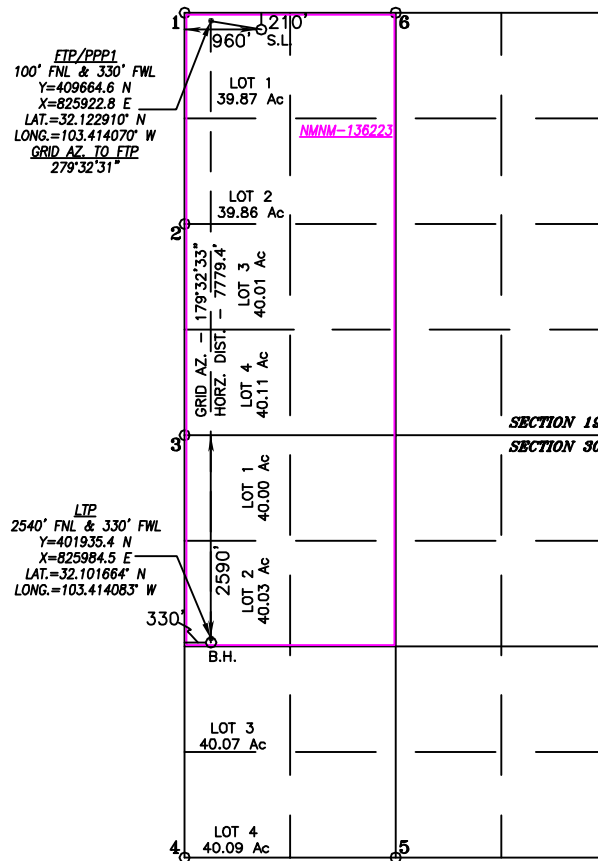 1
6
210'
960'
S.L.
FTP/PPP1
100' FNL & 330' FWL
Y=409664.6 N
X=825922.8 E
LAT.=32.122910° N
LONG.=103.414070° W
GRID AZ. TO FTP
279°32'31"
LOT 1
39.87 Ac
NMNM-136223
LOT 2
39.86 Ac
2
GRID AZ. - 179°32'33"
HORZ. DIST. - 7779.4'
LOT 3
40.01 Ac
LOT 4
40.11 Ac
SECTION 19
3
SECTION 30
LOT 1
40.00 Ac
LTP
2540' FNL & 330' FWL
Y=401935.4 N
X=825984.5 E
LAT.=32.101664° N
LONG.=103.414083° W
2590'
LOT 2
40.03 Ac
330'
B.H.
LOT 3
40.07 Ac
LOT 4
40.09 Ac
4
5